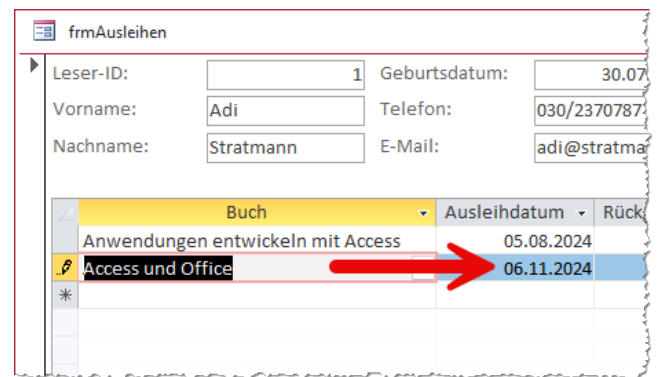 frmAusleihen
Leser-ID: 1 Geburtsdatum: 30.07
Vorname: Adi Telefon: 030/2370787
Nachname: Stratmann E-Mail: adi@stratma
Buch Ausleihdatum Rück
Anwendungen entwickeln mit Access 05.08.2024
Access und Office 06.11.2024